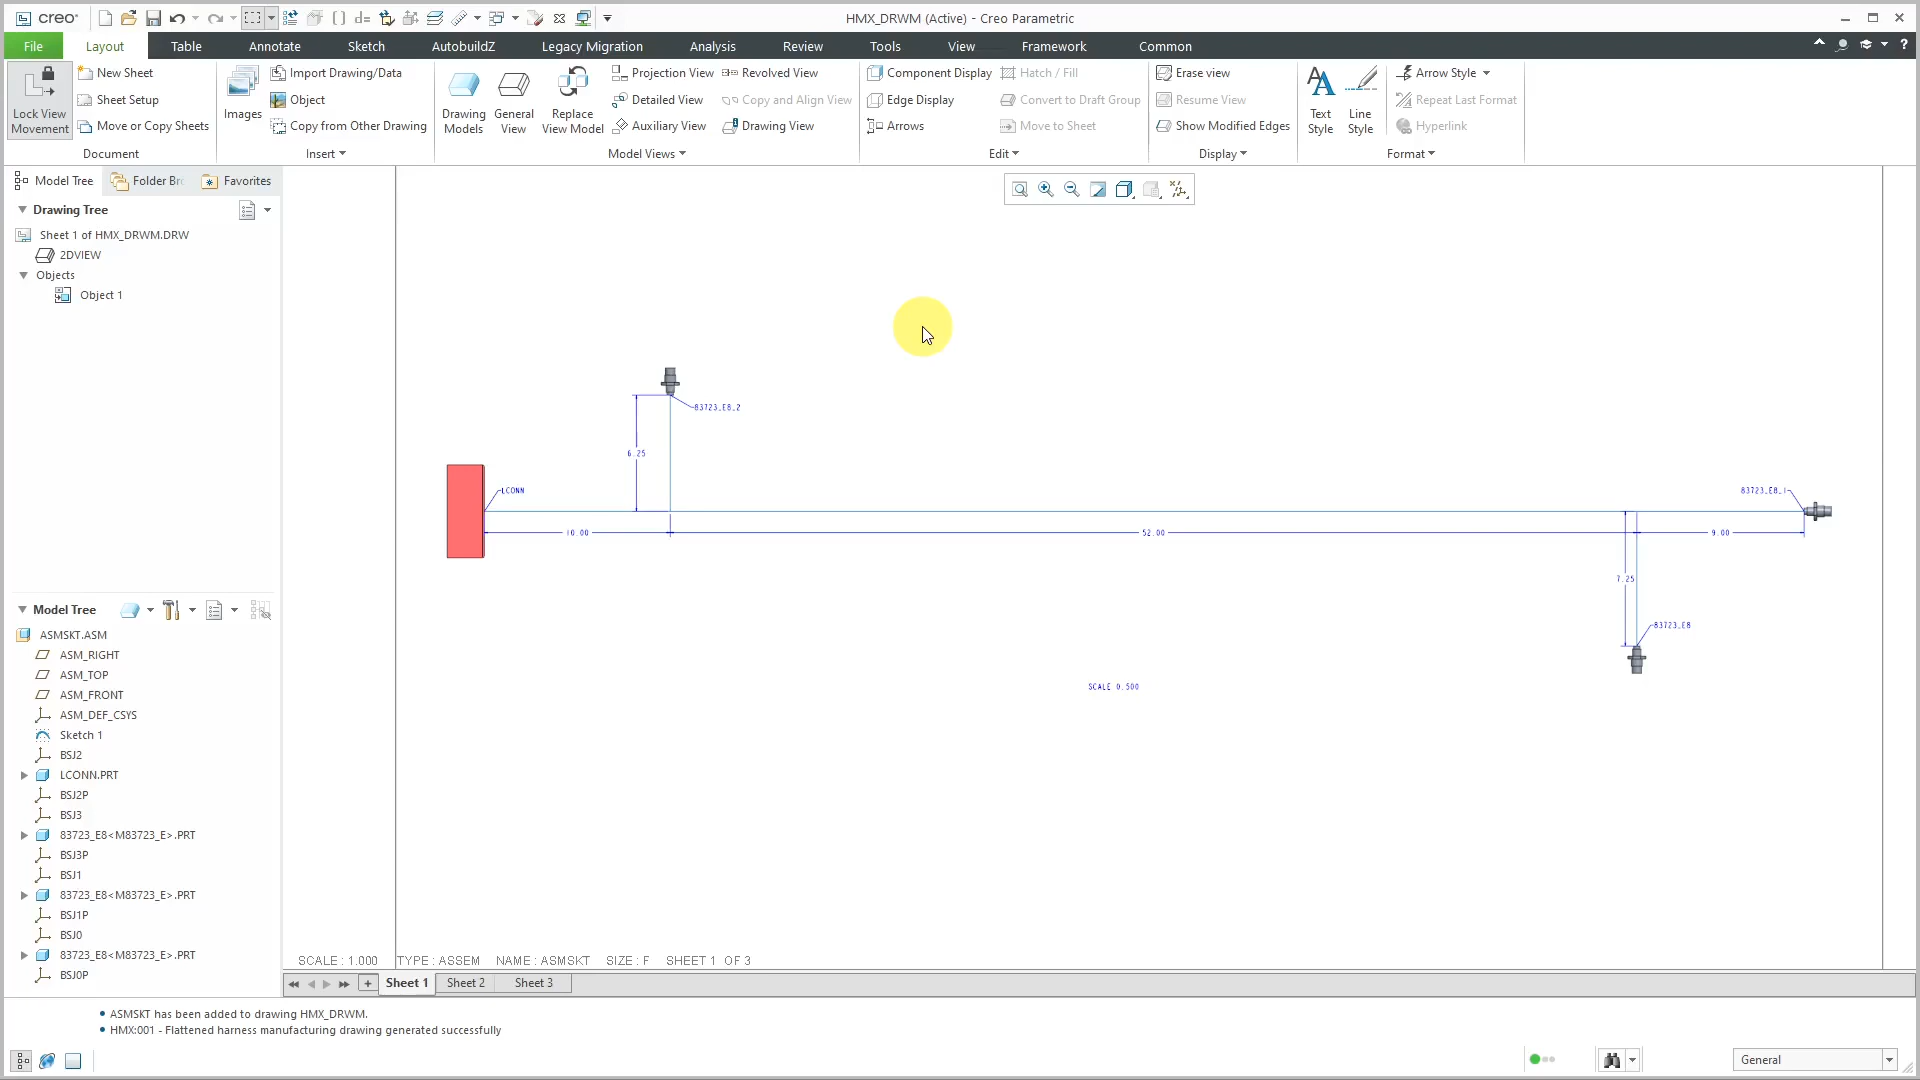 creo
HMX_DRWM (Active) - Creo Parametric
File
Layout
Table
Annotate
Sketch
AutobuildZ
Legacy Migration
Analysis
Review
Tools
View
Framework
Common
Lock View
Movement
New Sheet
Sheet Setup
Move or Copy Sheets
Document
Images
Import Drawing/Data
Object
Copy from Other Drawing
Insert
Drawing
Models
General
View
Replace
View Model
Projection View
Detailed View
Auxiliary View
Revolved View
Copy and Align View
Drawing View
Model Views
Component Display
Edge Display
Arrows
Hatch / Fill
Convert to Draft Group
Move to Sheet
Edit
Erase view
Resume View
Show Modified Edges
Display
Text
Style
Line
Style
Arrow Style
Repeat Last Format
Hyperlink
Format
Model Tree
Folder Br
Favorites
Drawing Tree
Sheet 1 of HMX_DRWM.DRW
2DVIEW
Objects
Object 1
Model Tree
ASMSKT.ASM
ASM_RIGHT
ASM_TOP
ASM_FRONT
ASM_DEF_CSYS
Sketch 1
BSJ2
LCONN.PRT
BSJ2P
BSJ3
83723_E8<M83723_E>.PRT
BSJ3P
BSJ1
83723_E8<M83723_E>.PRT
BSJ1P
BSJ0
83723_E8<M83723_E>.PRT
BSJ0P
83723_E8_2
6.25
LCONN
83723_E8_1
10.00
52.00
9.00
7.25
83723_E8
SCALE 0.500
SCALE : 1.000 TYPE : ASSEM NAME : ASMSKT SIZE : F SHEET 1 OF 3
Sheet 1
Sheet 2
Sheet 3
ASMSKT has been added to drawing HMX_DRWM.
HMX:001 - Flattened harness manufacturing drawing generated successfully
General